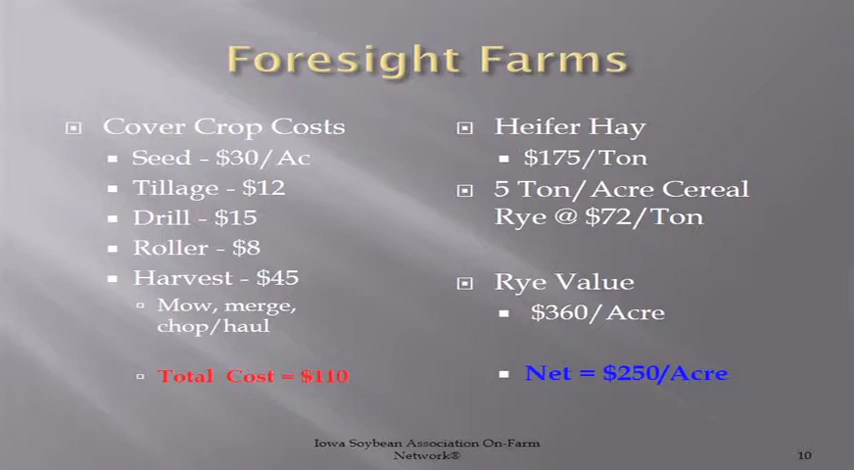 Foresight Farms
Cover Crop Costs
Seed - $30/Ac
Tillage - $12
Drill - $15
Roller - $8
Harvest - $45
Mow, merge,
chop/haul
Total Cost = $110
Heifer Hay
$175/Ton
5 Ton/Acre Cereal
Rye @ $72/Ton
Rye Value
$360/Acre
Net = $250/Acre
Iowa Soybean Association On-Farm
Network®
10